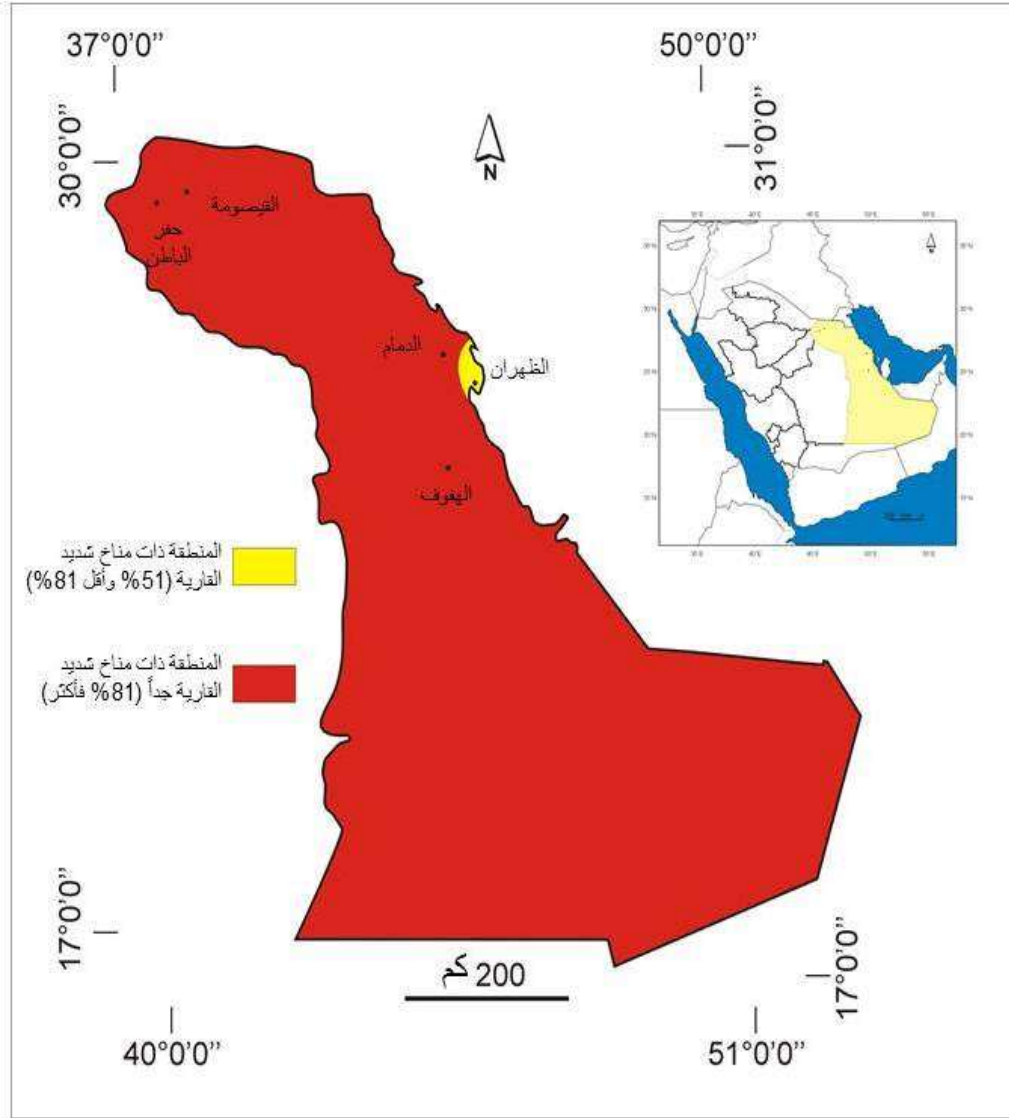 37°0'0"
50°0'0"
30°0'0"
31°0'0"
N
القيصومة
حفر
الباطن
الدمام
الظهران
الهفوف
المنطقة ذات مناخ شديد
القارية (51% وأقل 81%)
المنطقة ذات مناخ شديد
القارية جداً (81% فأكثر)
17°0'0"
17°0'0"
200 كم
40°0'0"
51°0'0"